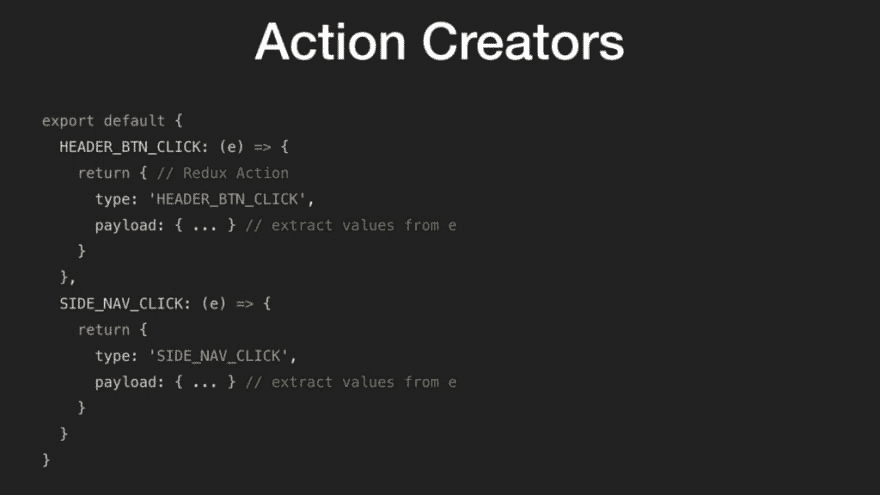 Action Creators
export default {
  HEADER_BTN_CLICK: (e) => {
    return { // Redux Action
      type: 'HEADER_BTN_CLICK',
      payload: { ... } // extract values from e
    }
  },
  SIDE_NAV_CLICK: (e) => {
    return {
      type: 'SIDE_NAV_CLICK',
      payload: { ... } // extract values from e
    }
  }
}